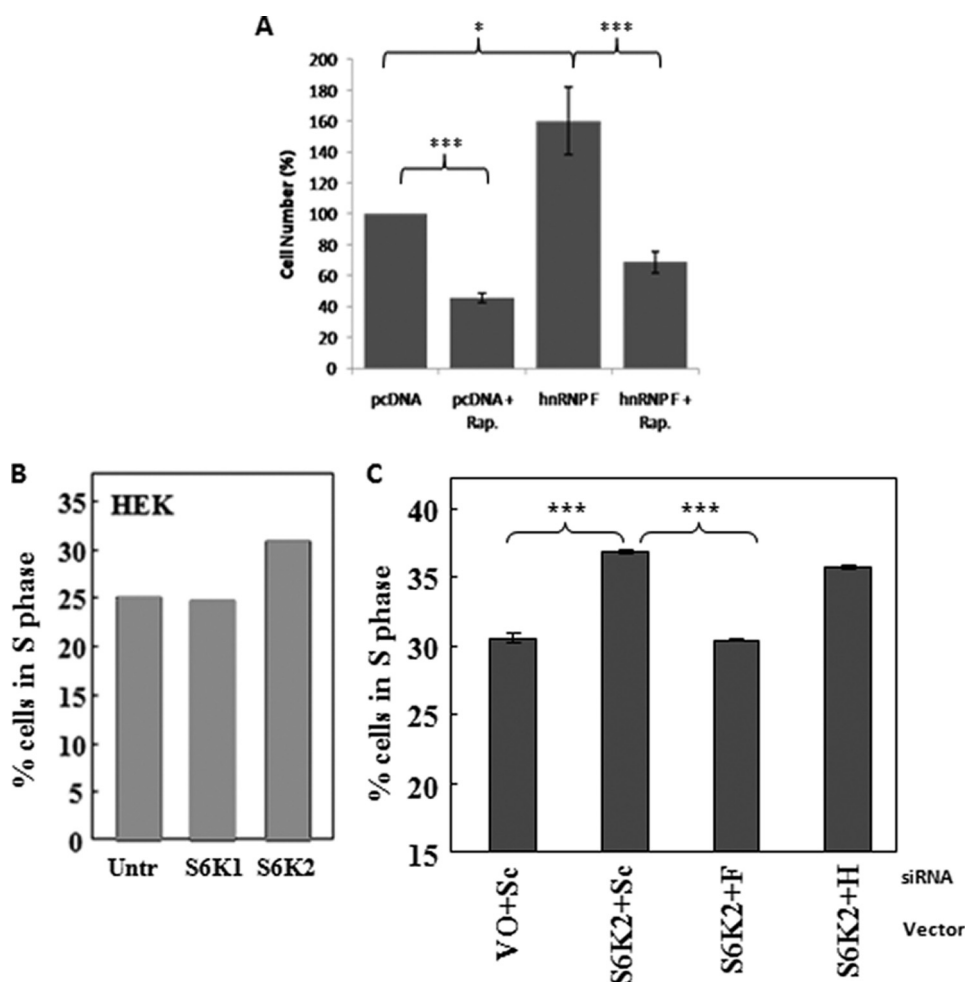 A
* ***
***
Cell Number (%)
200
180
160
140
120
100
80
60
40
20
0
pcDNA
pcDNA +
Rap.
hnRNP F
hnRNP F +
Rap.
B
HEK
% cells in S phase
35
30
25
20
15
10
5
0
Untr S6K1 S6K2
C
*** ***
% cells in S phase
40
35
30
25
20
15
VO+Sc
S6K2+Sc
S6K2+F
S6K2+H
siRNA
Vector